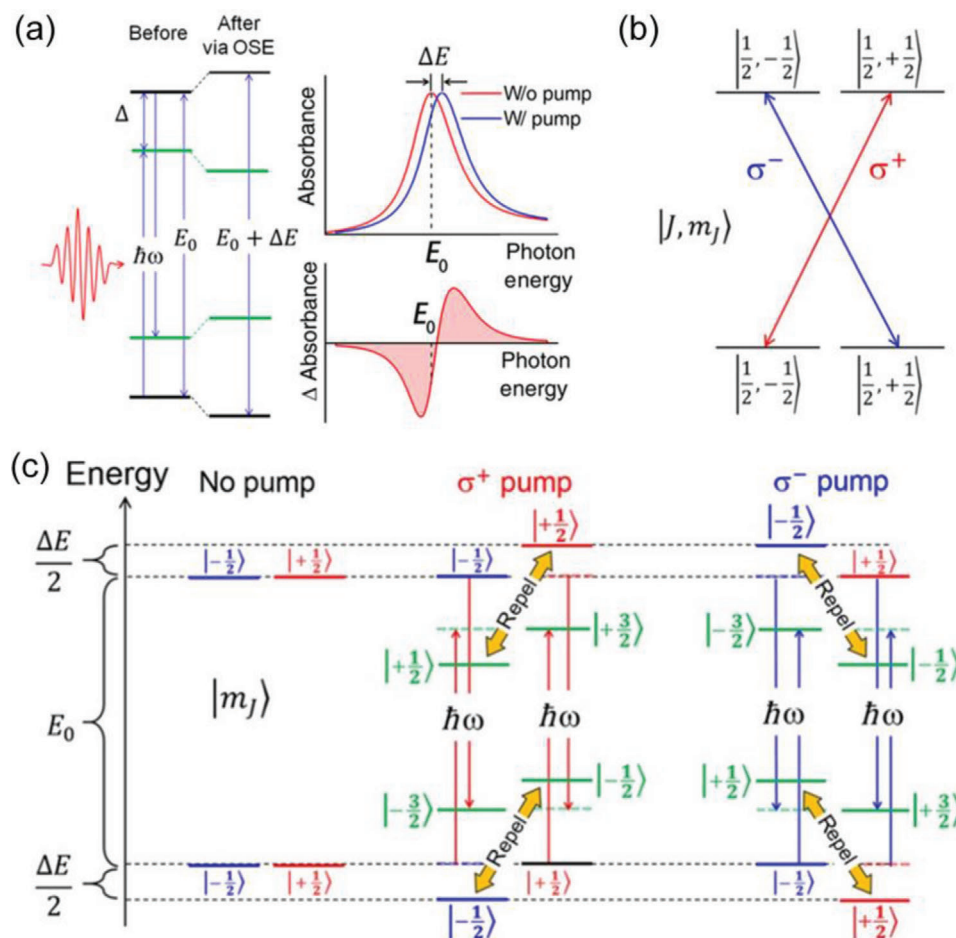 (a)
Before
After
via OSE
Δ
ħω
E₀
E₀ + ΔE
ΔE
W/o pump
W/ pump
Absorbance
E₀
Photon
energy
Δ Absorbance
E₀
Photon
energy
(b)
|1/2, −1/2⟩
|1/2, +1/2⟩
σ⁻
σ⁺
|J, m_J⟩
|1/2, −1/2⟩
|1/2, +1/2⟩
(c)
Energy
No pump
σ⁺ pump
σ⁻ pump
ΔE/2
|−1/2⟩
|+1/2⟩
|−1/2⟩
|+1/2⟩
|−1/2⟩
|+1/2⟩
Repel
Repel
|+1/2⟩
|+3/2⟩
|−3/2⟩
|−1/2⟩
E₀
|m_J⟩
ħω
ħω
ħω
ħω
|−3/2⟩
|−1/2⟩
|+1/2⟩
|+3/2⟩
Repel
Repel
ΔE/2
|−1/2⟩
|+1/2⟩
|−1/2⟩
|+1/2⟩
|−1/2⟩
|+1/2⟩